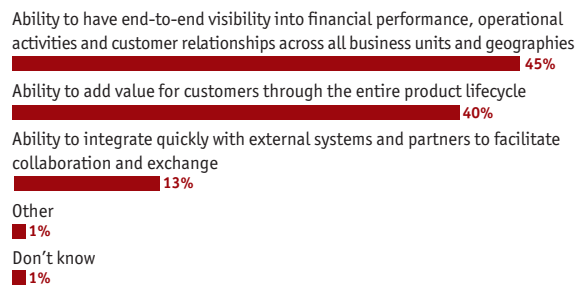 Ability to have end-to-end visibility into financial performance, operational
activities and customer relationships across all business units and geographies
45%
Ability to add value for customers through the entire product lifecycle
40%
Ability to integrate quickly with external systems and partners to facilitate
collaboration and exchange
13%
Other
1%
Don’t know
1%